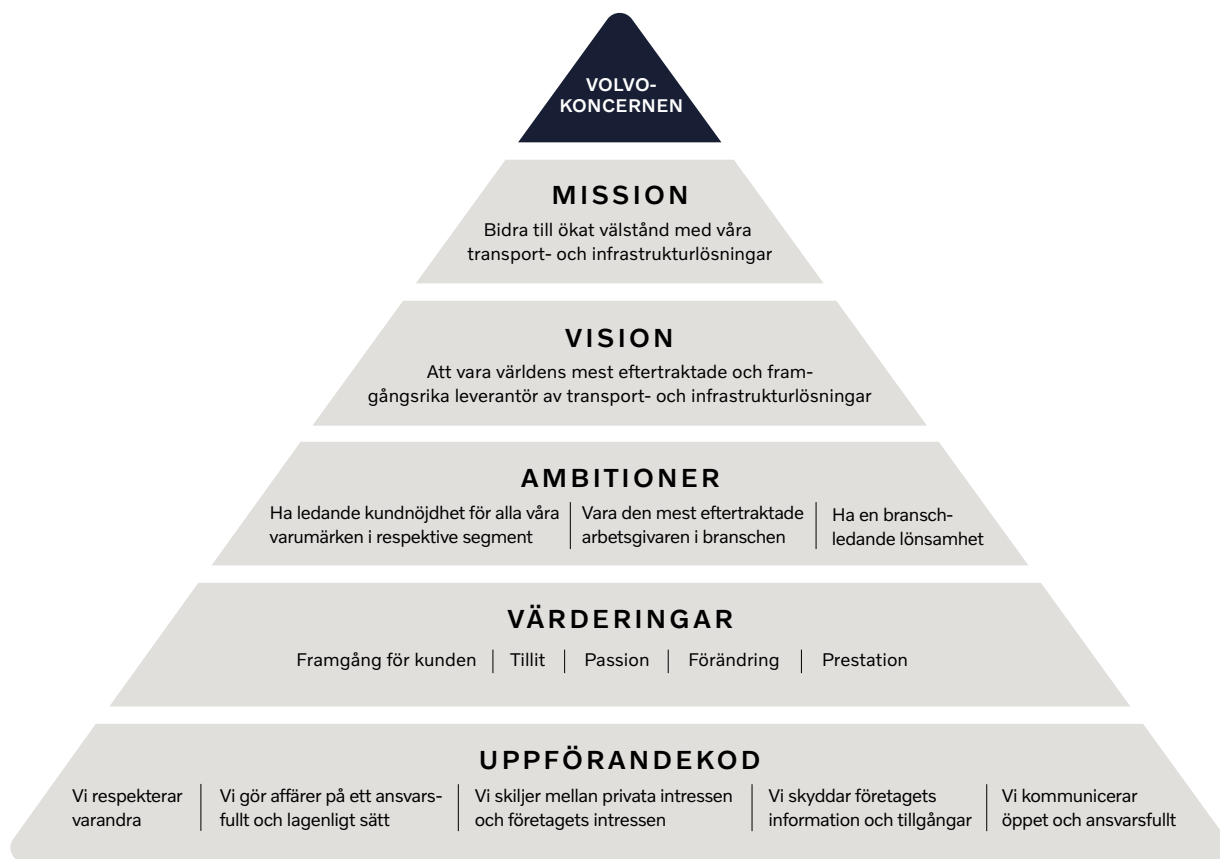 VOLVO-
KONCERNEN
MISSION
Bidra till ökat välstånd med våra
transport- och infrastrukturlösningar
VISION
Att vara världens mest eftertraktade och fram-
gångsrika leverantör av transport- och infrastrukturlösningar
AMBITIONER
Ha ledande kundnöjdhet för alla våra
varumärken i respektive segment
Vara den mest eftertraktade
arbetsgivaren i branschen
Ha en bransch-
ledande lönsamhet
VÄRDERINGAR
Framgång för kunden
Tillit
Passion
Förändring
Prestation
UPPFÖRANDEKOD
Vi respekterar
varandra
Vi gör affärer på ett ansvars-
fullt och lagenligt sätt
Vi skiljer mellan privata intressen
och företagets intressen
Vi skyddar företagets
information och tillgångar
Vi kommunicerar
öppet och ansvarsfullt